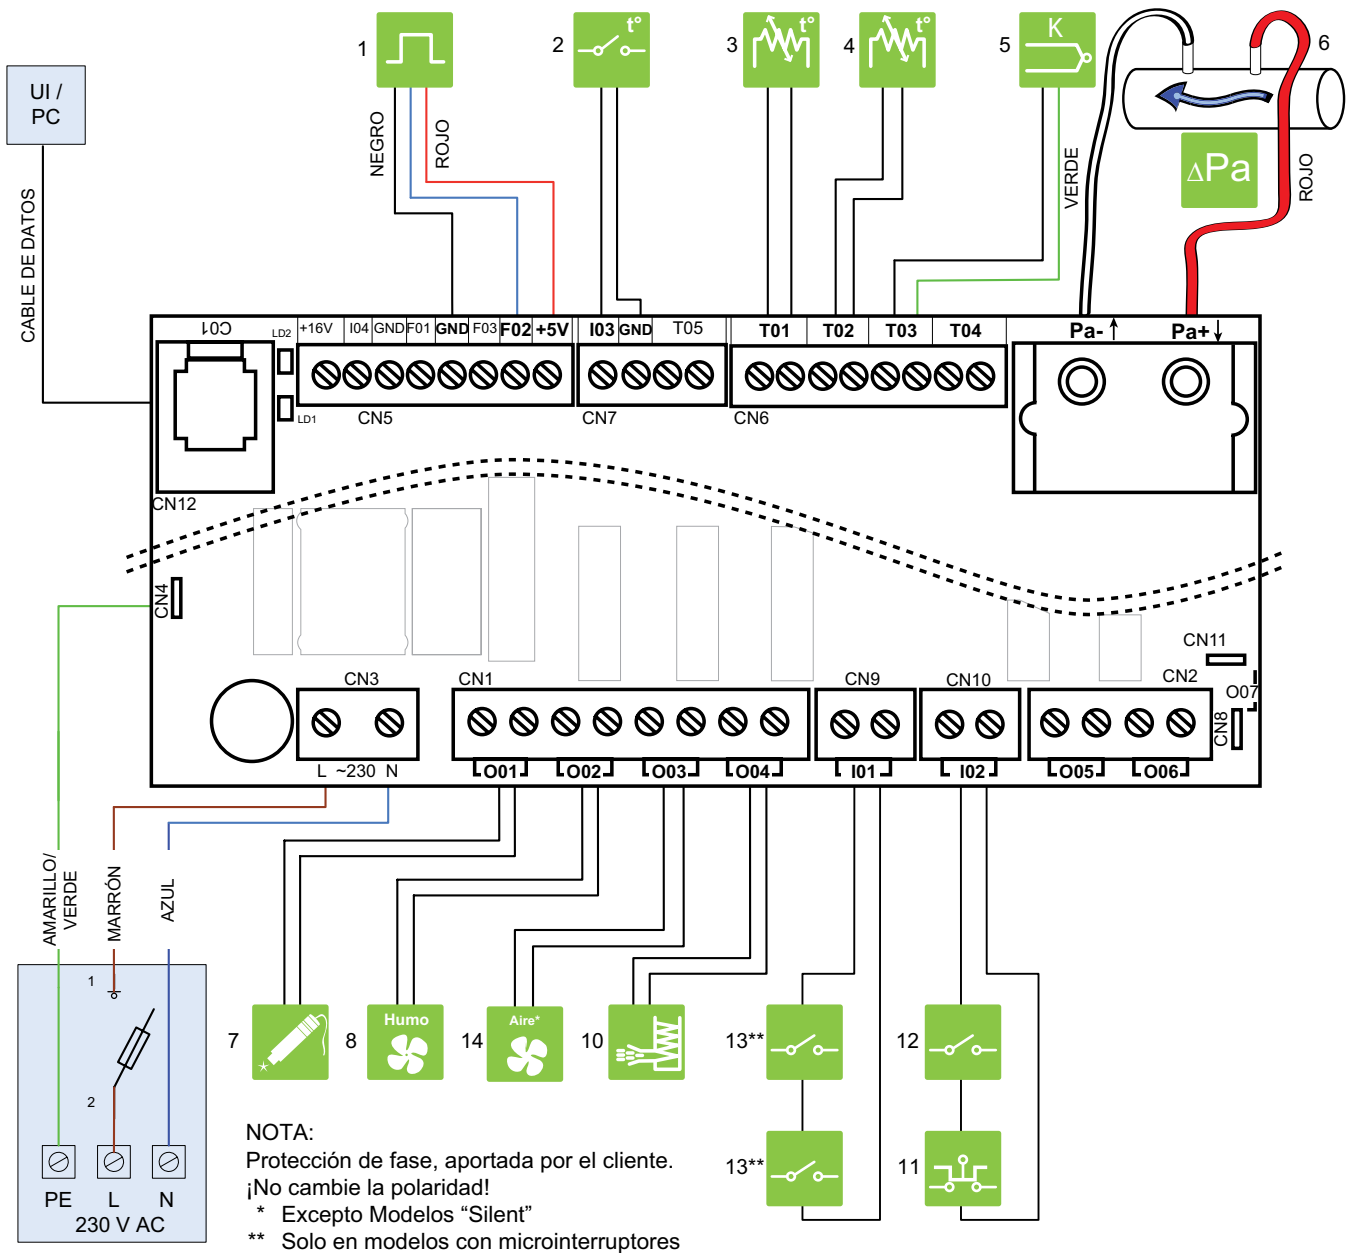 1
2
t°
3
t°
4
t°
5
K
6
UI /
PC
NEGRO
ROJO
VERDE
ΔPa
ROJO
CABLE DE DATOS
C01
LD2
+16V
I04
GND
F01
GND
F03
F02
+5V
I03
GND
T05
T01
T02
T03
T04
Pa-
Pa+
LD1
CN5
CN7
CN6
CN12
CN4
CN11
CN3
CN1
CN9
CN10
CN2
O07
CN8
L ~230 N
O01
O02
O03
O04
I01
I02
O05
O06
AMARILLO/
VERDE
MARRÓN
AZUL
1
2
PE
L
N
230 V AC
7
8
Humo
14
Aire*
10
13**
12
13**
11
NOTA:
Protección de fase, aportada por el cliente.
¡No cambie la polaridad!
* Excepto Modelos “Silent”
** Solo en modelos con microinterruptores